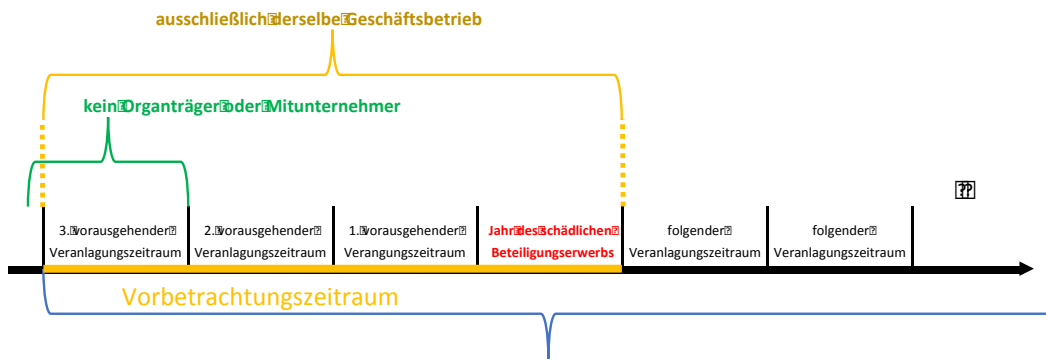 ausschließlich derselbe Geschäftsbetrieb
kein Organträger oder Mitunternehmer
3. vorausgehender
Veranlagungszeitraum
2. vorausgehender
Veranlagungszeitraum
1. vorausgehender
Verangungszeitraum
Jahr des schädlichen
Beteiligungserwerbs
folgender
Veranlagungszeitraum
folgender
Veranlagungszeitraum
Vorbetrachtungszeitraum